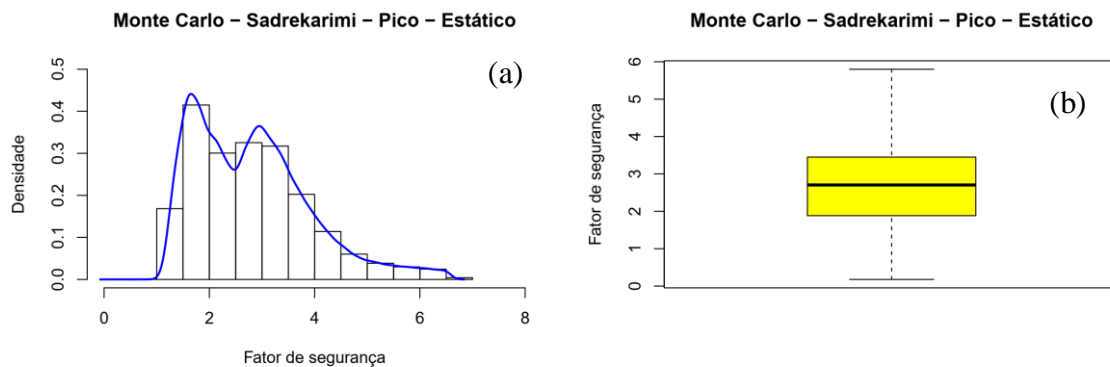 Monte Carlo − Sadrekarimi − Pico − Estático
(a)
Densidade
0.5
0.4
0.3
0.2
0.1
0.0
0 2 4 6 8
Fator de segurança
Monte Carlo − Sadrekarimi − Pico − Estático
(b)
Fator de segurança
6
5
4
3
2
1
0